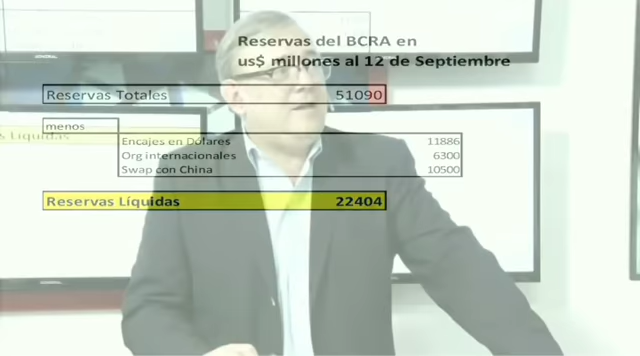 Reservas del BCRA en
us$ millones al 12 de Septiembre
Reservas Totales 51090
menos
Encajes en Dólares 11886
Org internacionales 6300
Swap con China 10500
s Líquidas
Reservas Líquidas 22404